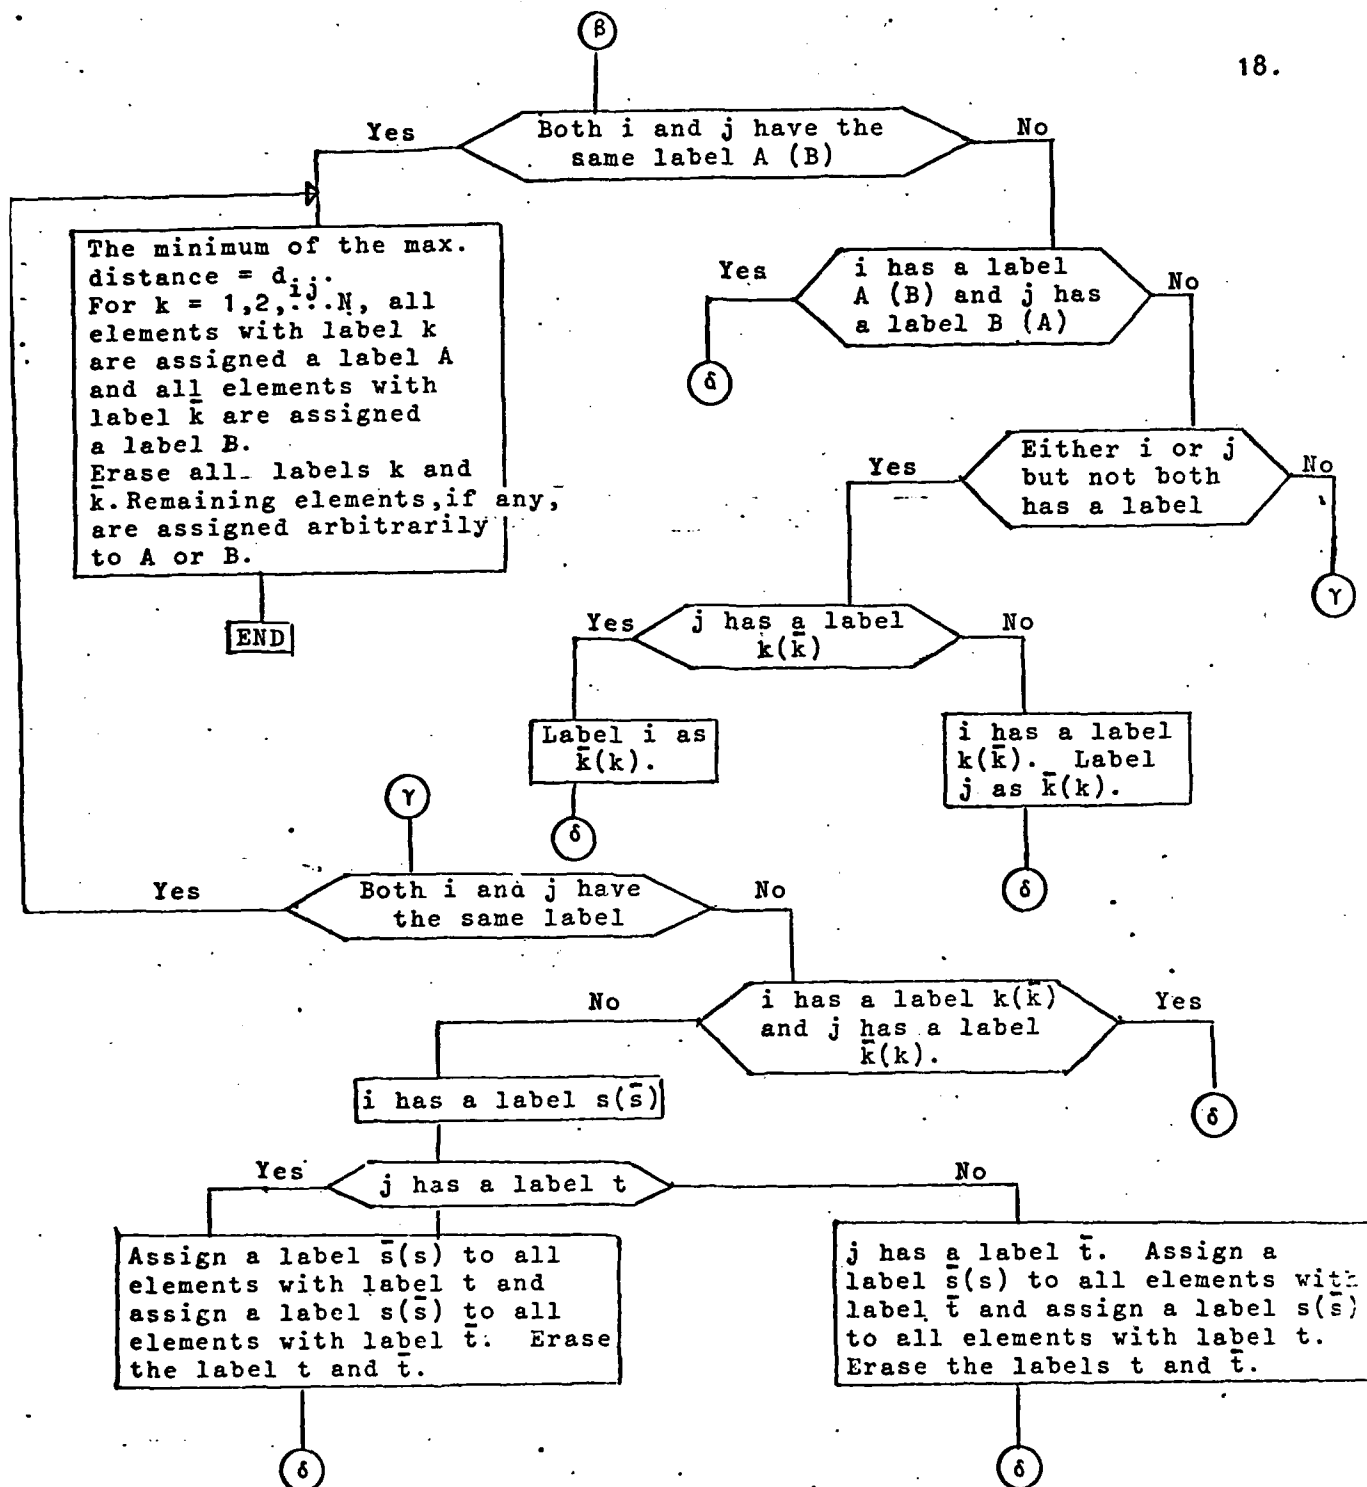 β
18.
Yes
Both i and j have the
same label A (B)
No
The minimum of the max.
distance = d_ij.
For k = 1,2,...N, all
elements with label k
are assigned a label A
and all elements with
label k̄ are assigned
a label B.
Erase all labels k and
k̄. Remaining elements, if any,
are assigned arbitrarily
to A or B.
END
Yes
i has a label
A (B) and j has
a label B (A)
No
δ
Yes
Either i or j
but not both
has a label
No
γ
Yes
j has a label
k(k̄)
No
Label i as
k̄(k).
δ
i has a label
k(k̄). Label
j as k̄(k).
δ
γ
Yes
Both i and j have
the same label
No
No
i has a label k(k̄)
and j has a label
k̄(k).
Yes
δ
i has a label s(s̄)
Yes
j has a label t
No
Assign a label s̄(s) to all
elements with label t and
assign a label s(s̄) to all
elements with label t̄. Erase
the label t and t̄.
δ
j has a label t̄. Assign a
label s̄(s) to all elements with
label t̄ and assign a label s(s̄)
to all elements with label t.
Erase the labels t and t̄.
δ